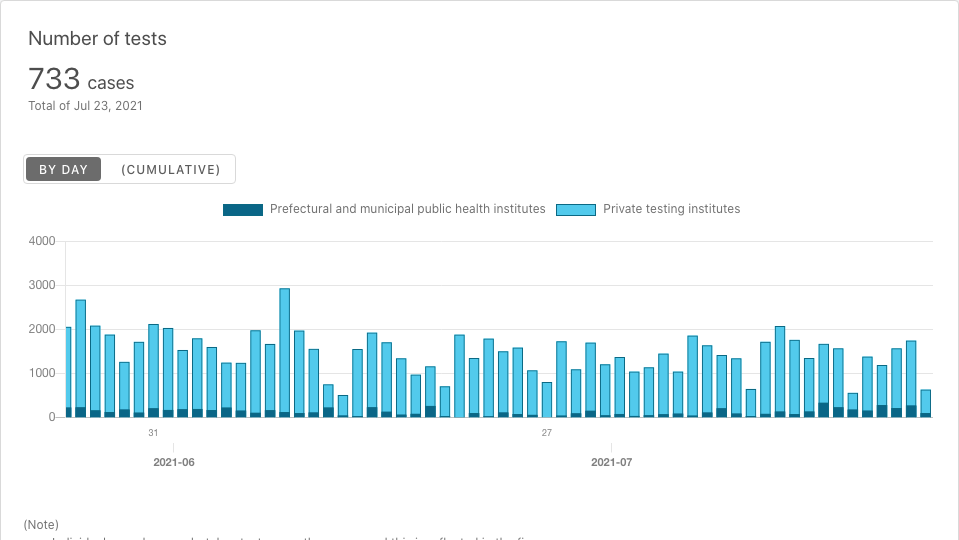 Number of tests
733 cases
Total of Jul 23, 2021
BY DAY (CUMULATIVE)
Prefectural and municipal public health institutes Private testing institutes
4000
3000
2000
1000
0
31 27
2021-06 2021-07
(Note)